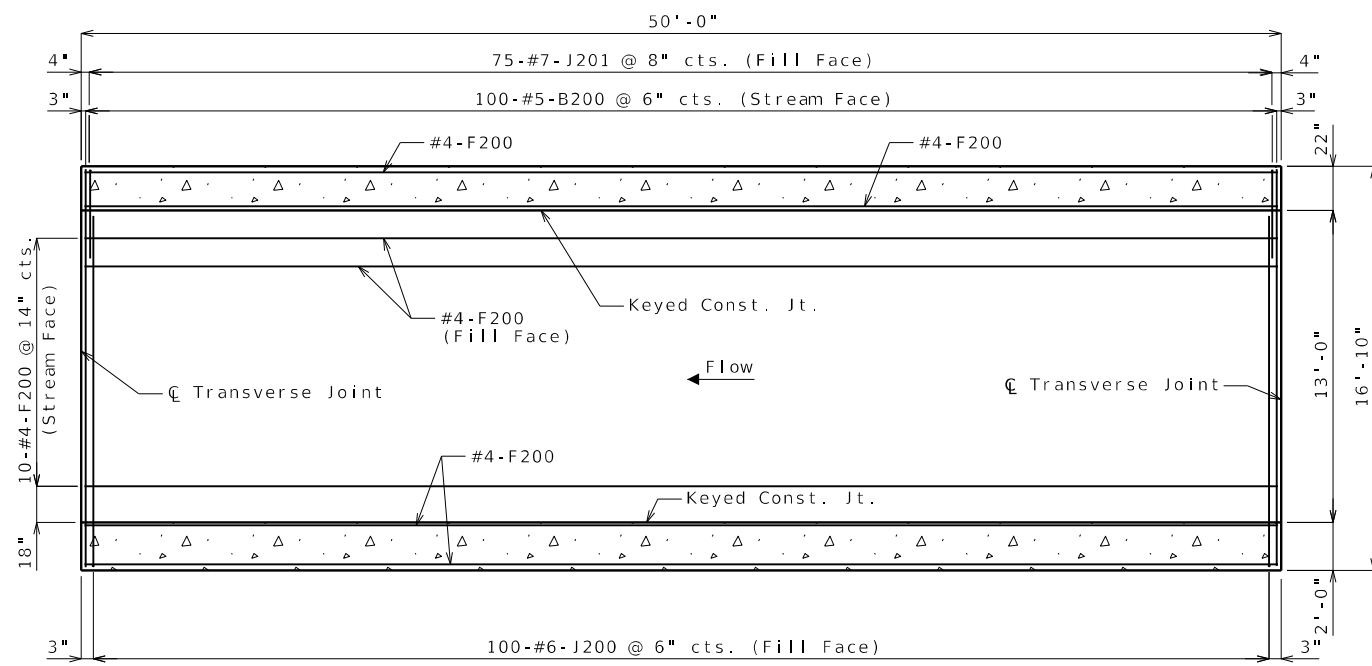 50'-0"
4"
75-#7-J201 @ 8" cts. (Fill Face)
4"
3"
100-#5-B200 @ 6" cts. (Stream Face)
3"
#4-F200
#4-F200
22"
10-#4-F200 @ 14" cts.
(Stream Face)
Keyed Const. Jt.
#4-F200
(Fill Face)
Flow
℄ Transverse Joint
℄ Transverse Joint
13'-0"
16'-10"
#4-F200
Keyed Const. Jt.
18"
2'-0"
3"
100-#6-J200 @ 6" cts. (Fill Face)
3"